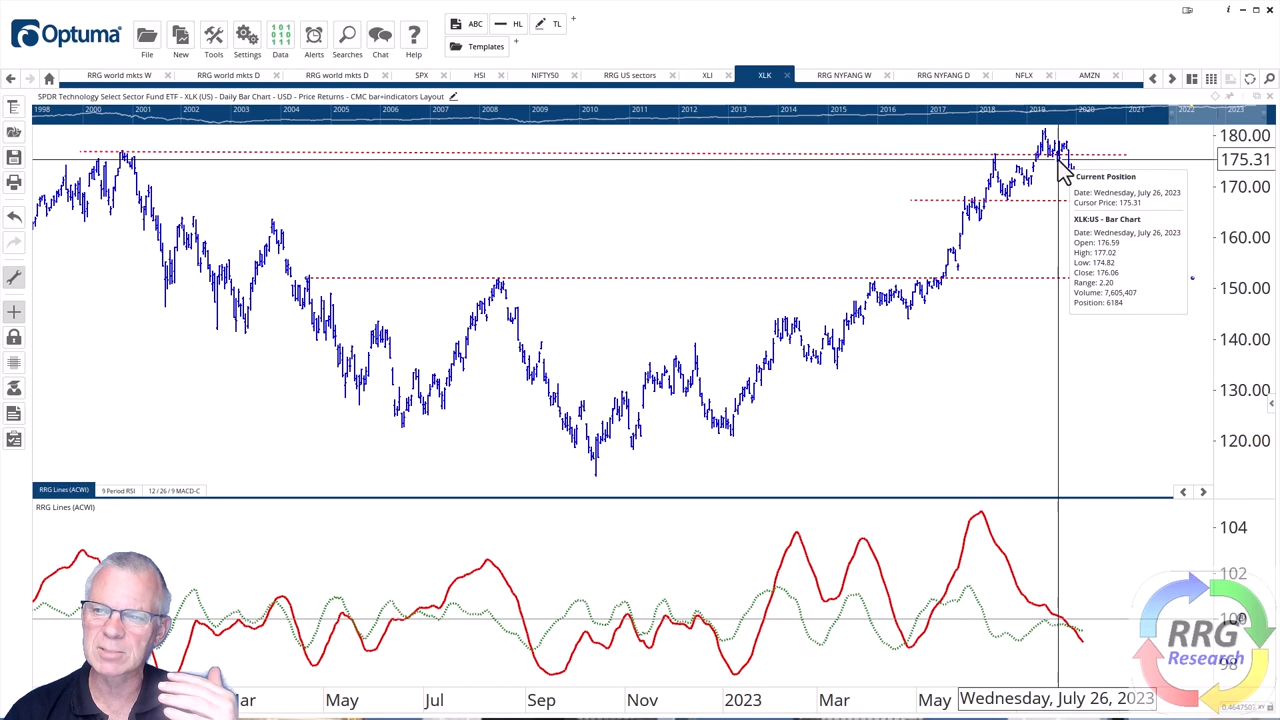 Optuma
File
New
Tools
Settings
Data
Alerts
Searches
Chat
Help
ABC
HL
TL
Templates
RRG world mkts W
RRG world mkts D
RRG world mkts D
SPX
HSI
NIFTY50
RRG US sectors
XLI
XLK
RRG NYFANG W
RRG NYFANG D
NFLX
AMZN
SPDR Technology Select Sector Fund ETF - XLK (US) - Daily Bar Chart - USD - Price Returns - CMC bar+indicators Layout
1998 2000 2001 2002 2003 2004 2005 2006 2007 2008 2009 2010 2011 2012 2013 2014 2015 2016 2017 2018 2019 2020 2021 2022 2023
180.00
175.31
170.00
160.00
150.00
140.00
130.00
120.00
Current Position
Date: Wednesday, July 26, 2023
Cursor Price: 175.31
XLK:US - Bar Chart
Date: Wednesday, July 26, 2023
Open: 176.59
High: 177.02
Low: 174.82
Close: 176.06
Range: 2.20
Volume: 7,605,407
Position: 6184
RRG Lines (ACWI)
9 Period RSI
12 / 26 / 9 MACD-C
RRG Lines (ACWI)
104
102
100
98
RRG
Research
May Jul Sep Nov 2023 Mar May Wednesday, July 26, 2023